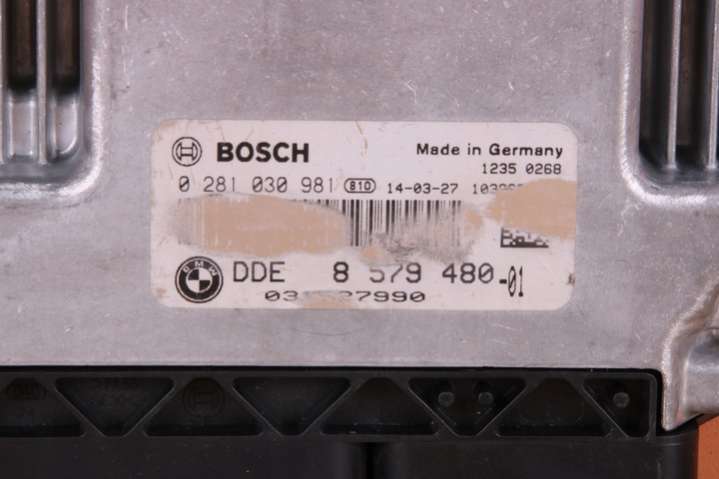 BOSCH
Made in Germany
1235 0268
0 281 030 981 810 14-03-27
BMW DDE 8 579 480-01